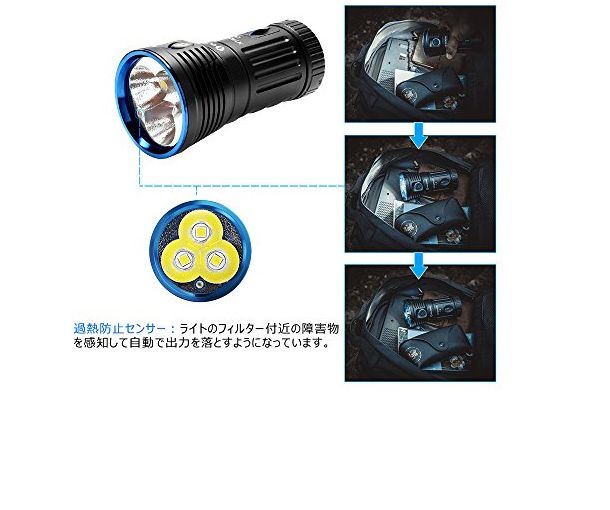 過熱防止センサー：ライトのフィルター付近の障害物
を感知して自動で出力を落とすようになっています。